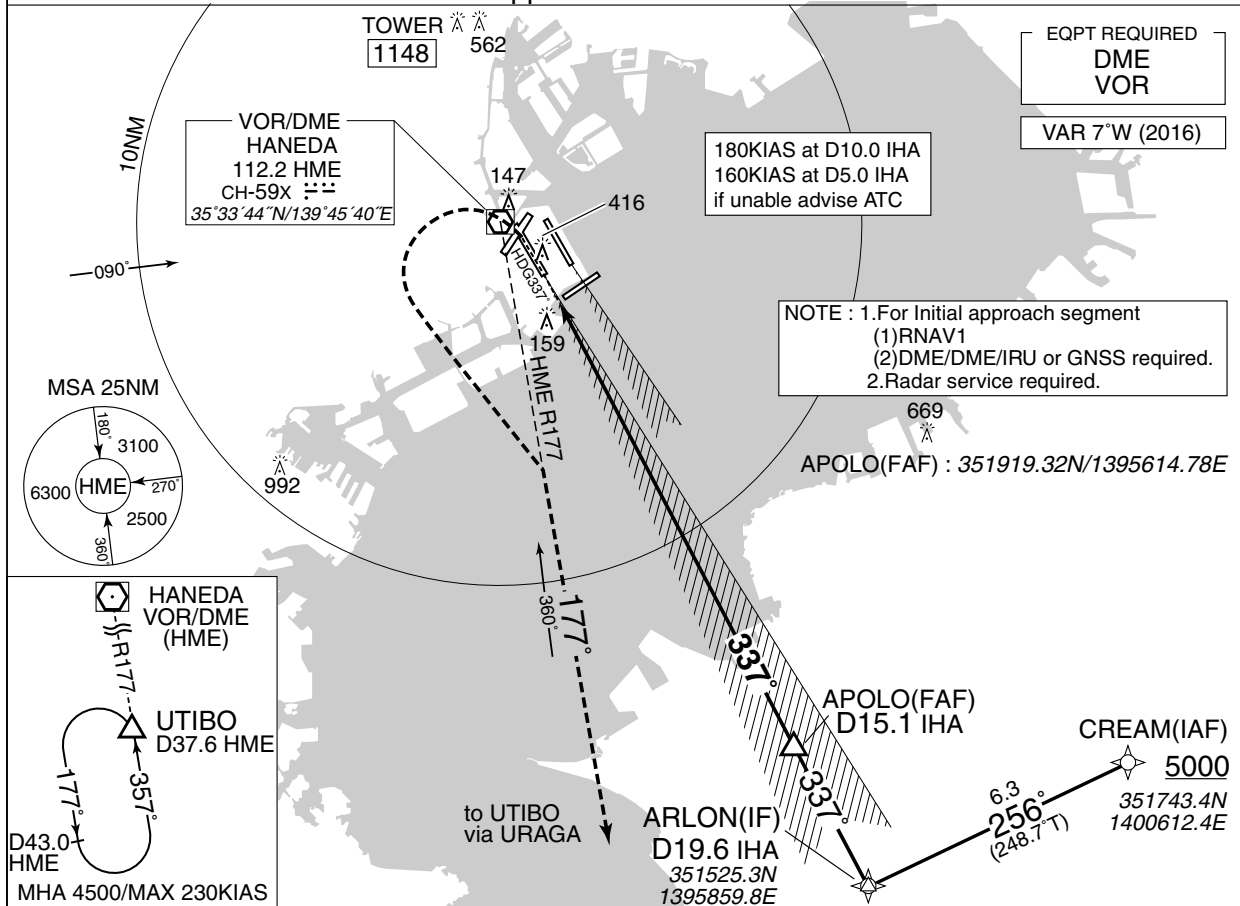 TOWER
1148
562
EQPT REQUIRED
DME
VOR
VAR 7°W (2016)
10NM
VOR/DME
HANEDA
112.2 HME
CH-59X
35°33´44˝N/139°45´40˝E
147
416
180KIAS at D10.0 IHA
160KIAS at D5.0 IHA
if unable advise ATC
090°
HDG337°
159
HME R177
NOTE : 1.For Initial approach segment
(1)RNAV1
(2)DME/DME/IRU or GNSS required.
2.Radar service required.
669
APOLO(FAF) : 351919.32N/1395614.78E
MSA 25NM
180°
3100
6300
HME
270°
2500
360°
992
360°
177°
337°
APOLO(FAF)
D15.1 IHA
337°
CREAM(IAF)
5000
351743.4N
1400612.4E
6.3
256°
(248.7°T)
ARLON(IF)
D19.6 IHA
351525.3N
1395859.8E
to UTIBO
via URAGA
HANEDA
VOR/DME
(HME)
R177
UTIBO
D37.6 HME
177°
357°
D43.0
HME
MHA 4500/MAX 230KIAS